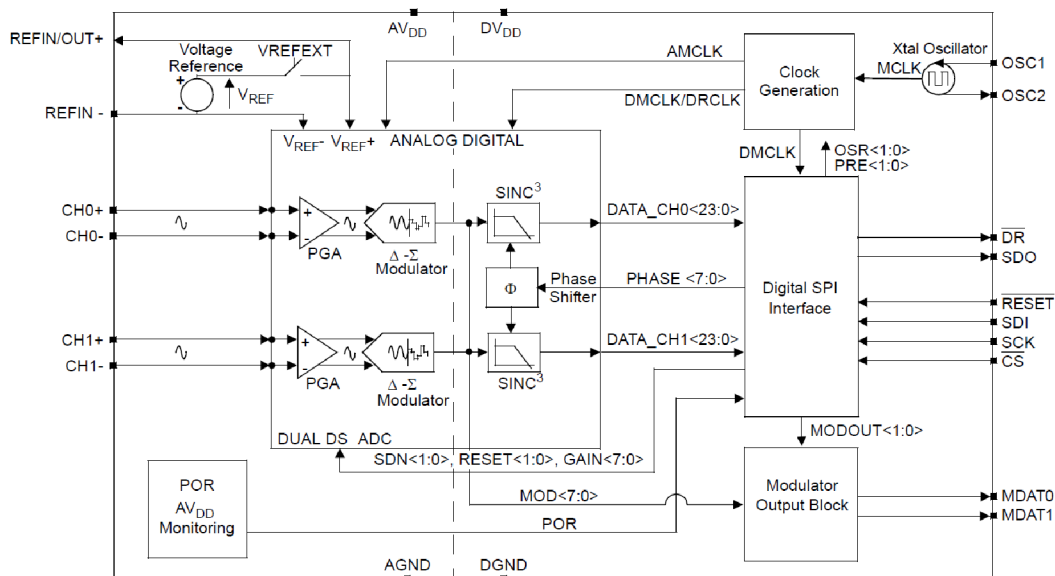 AVDD
DVDD
REFIN/OUT+
Voltage
Reference
VREFEXT
+
-
VREF
REFIN -
AMCLK
DMCLK/DRCLK
Clock
Generation
Xtal Oscillator
MCLK
OSC1
OSC2
VREF- VREF+ ANALOG DIGITAL
DMCLK
OSR<1:0>
PRE<1:0>
CH0+
CH0-
+
-
PGA
Δ -Σ
Modulator
SINC3
DATA_CH0<23:0>
Φ
Phase
Shifter
PHASE <7:0>
Digital SPI
Interface
DR
SDO
RESET
SDI
SCK
CS
CH1+
CH1-
+
-
PGA
Δ -Σ
Modulator
SINC3
DATA_CH1<23:0>
DUAL DS ADC
SDN<1:0>, RESET<1:0>, GAIN<7:0>
MODOUT<1:0>
POR
AVDD
Monitoring
MOD<7:0>
POR
Modulator
Output Block
MDAT0
MDAT1
AGND
DGND